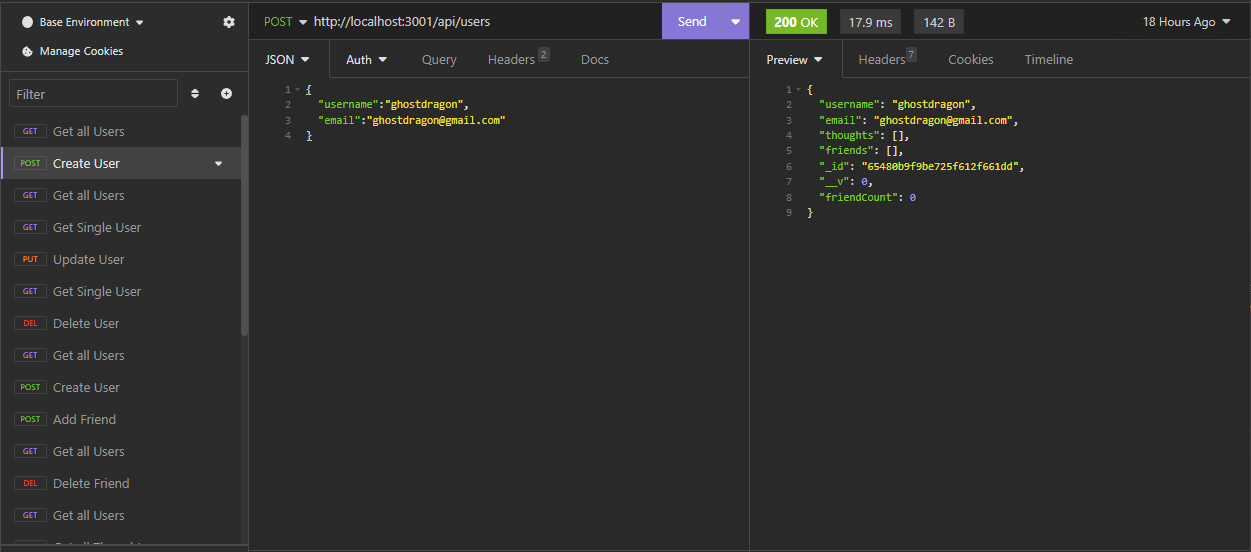 Base Environment
Manage Cookies
Filter
GET Get all Users
POST Create User
GET Get all Users
GET Get Single User
PUT Update User
GET Get Single User
DEL Delete User
GET Get all Users
POST Create User
POST Add Friend
GET Get all Users
DEL Delete Friend
GET Get all Users
POST http://localhost:3001/api/users Send
JSON Auth Query Headers 2 Docs
1 {
2 "username":"ghostdragon",
3 "email":"ghostdragon@gmail.com"
4 }
200 OK 17.9 ms 142 B 18 Hours Ago
Preview Headers 7 Cookies Timeline
1 {
2 "username": "ghostdragon",
3 "email": "ghostdragon@gmail.com",
4 "thoughts": [],
5 "friends": [],
6 "_id": "65480b9f9be725f612f661dd",
7 "__v": 0,
8 "friendCount": 0
9 }